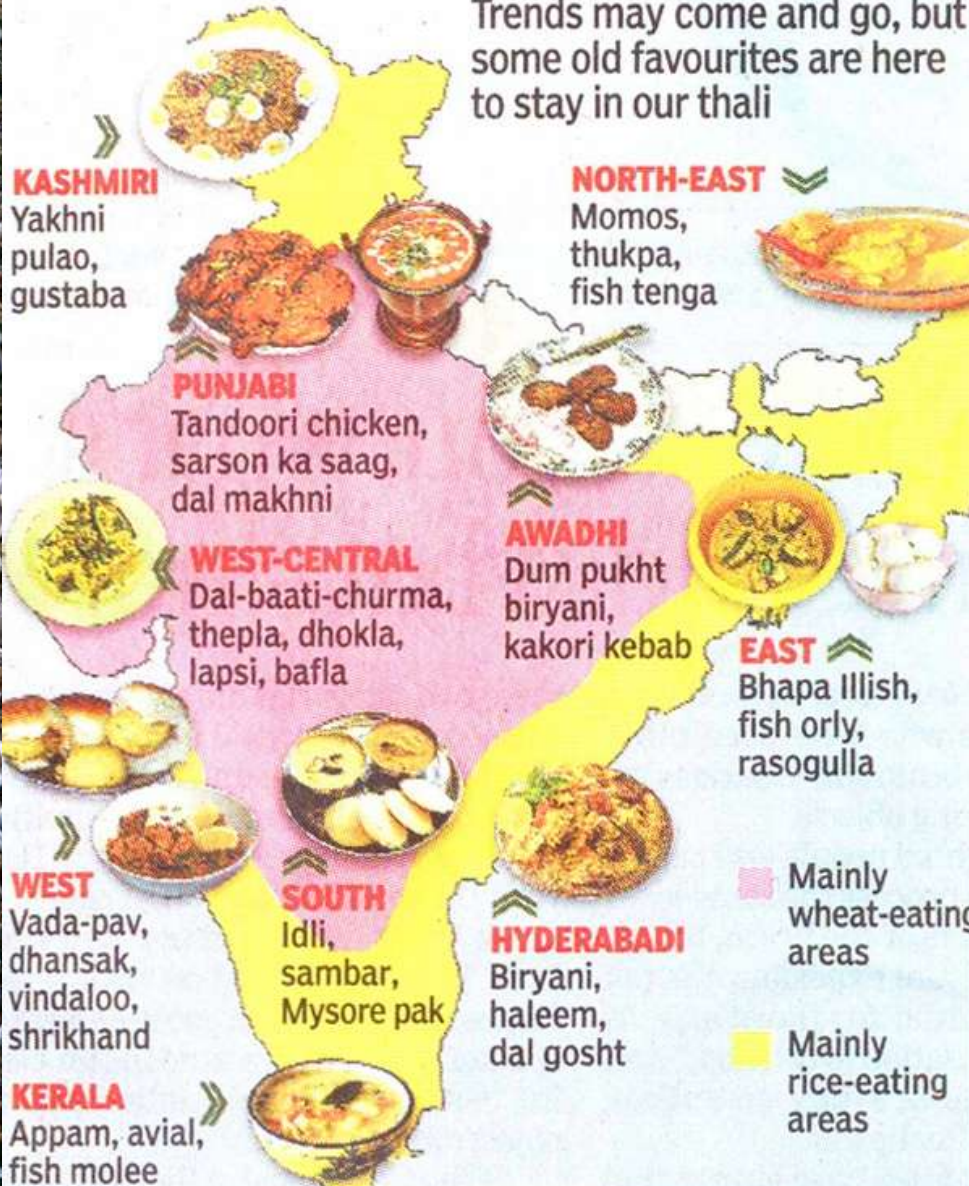 Trends may come and go, but
some old favourites are here
to stay in our thali
KASHMIRI
Yakhni
pulao,
gustaba
NORTH-EAST
Momos,
thukpa,
fish tenga
PUNJABI
Tandoori chicken,
sarson ka saag,
dal makhni
WEST-CENTRAL
Dal-baati-churma,
thepla, dhokla,
lapsi, bafla
AWADHI
Dum pukht
biryani,
kakori kebab
EAST
Bhapa Illish,
fish orly,
rasogulla
WEST
Vada-pav,
dhansak,
vindaloo,
shrikhand
SOUTH
Idli,
sambar,
Mysore pak
HYDERABADI
Biryani,
haleem,
dal gosht
KERALA
Appam, avial,
fish molee
Mainly
wheat-eating
areas
Mainly
rice-eating
areas